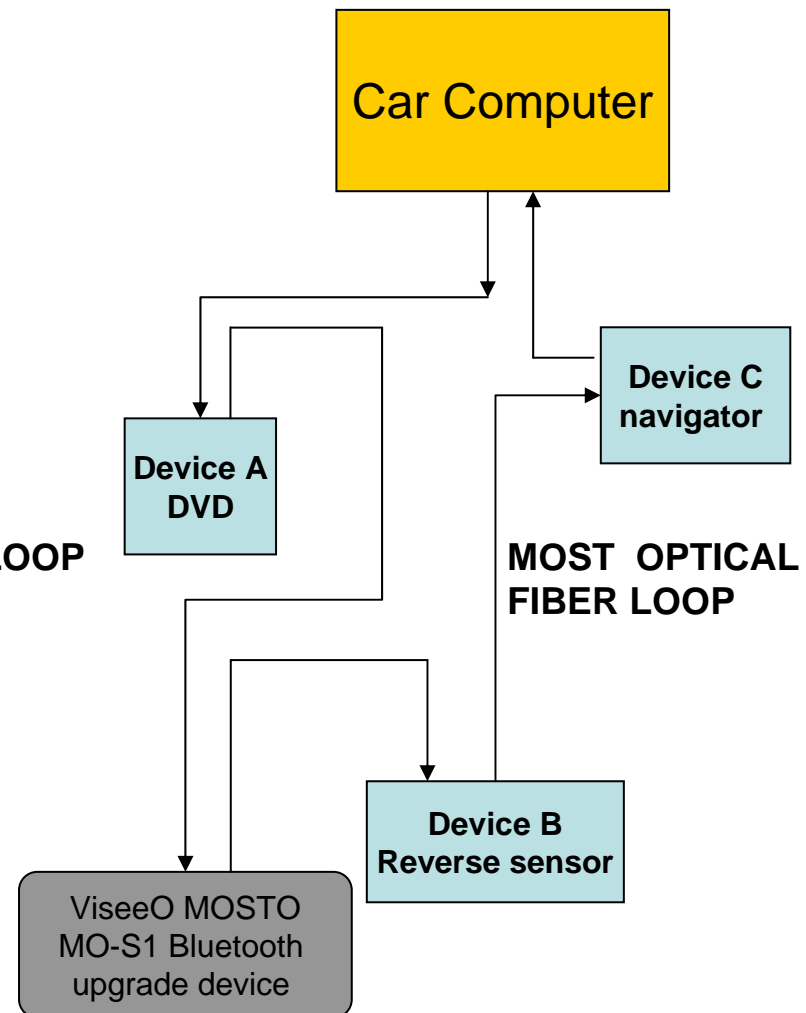 Car Computer
Device C
navigator
Device A
DVD
LOOP
MOST OPTICAL
FIBER LOOP
Device B
Reverse sensor
ViseeO MOSTO
MO-S1 Bluetooth
upgrade device